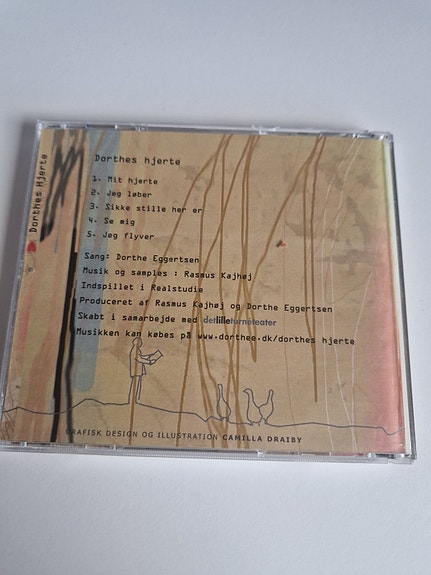 Dorthes Hjerte
Dorthes hjerte
1. Mit hjerte
2. Jeg løber
3. Sikke stille her er
4. Se mig
5. Jeg flyver
Sang: Dorthe Eggertsen
Musik og samples : Rasmus Kajhøj
Indspillet i Realstudie
Produceret af Rasmus Kajhøj og Dorthe Eggertsen
Skabt i samarbejde med detlilleturneteater
Musikken kan købes på www.dorthee.dk/dorthes hjerte
GRAFISK DESIGN OG ILLUSTRATION CAMILLA DRAIBY